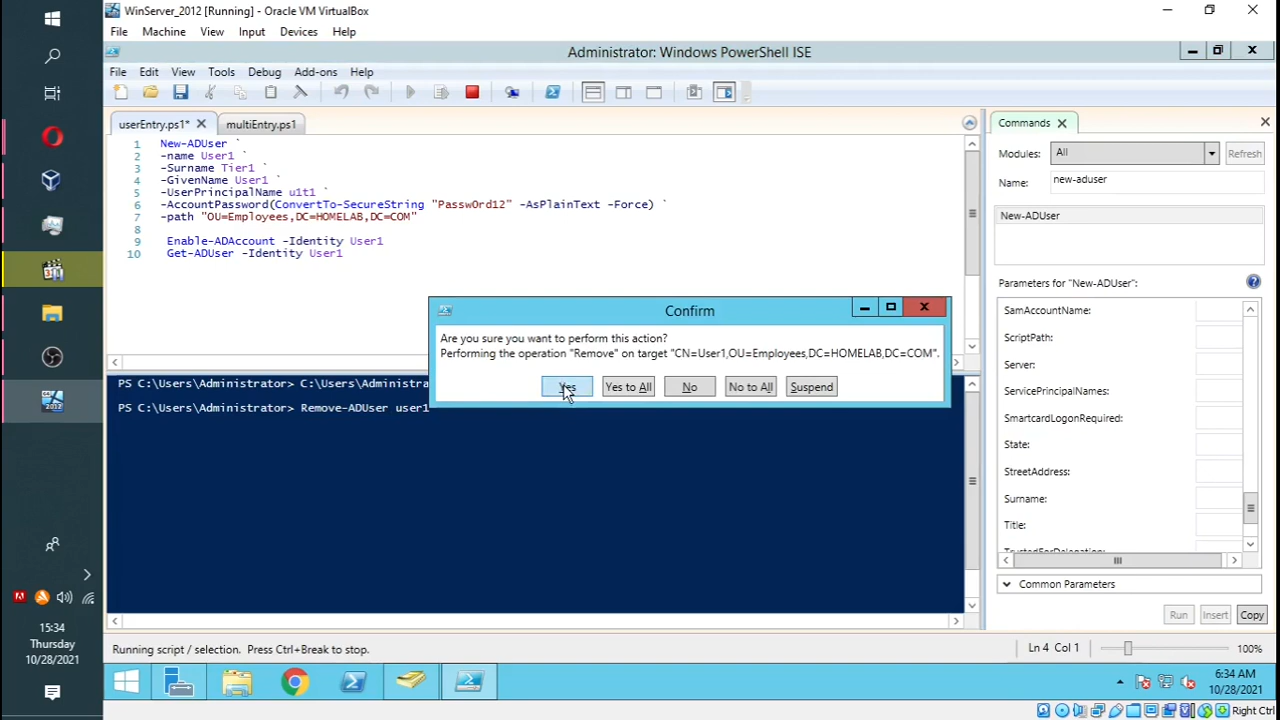 WinServer_2012 [Running] - Oracle VM VirtualBox
File Machine View Input Devices Help
Administrator: Windows PowerShell ISE
File Edit View Tools Debug Add-ons Help
userEntry.ps1* multiEntry.ps1
1 New-ADUser `
2 -name User1 `
3 -Surname Tier1 `
4 -GivenName User1 `
5 -UserPrincipalName u1t1 `
6 -AccountPassword(ConvertTo-SecureString "Passw0rd12" -AsPlainText -Force) `
7 -path "OU=Employees,DC=HOMELAB,DC=COM"
8
9 Enable-ADAccount -Identity User1
10 Get-ADUser -Identity User1
Confirm
Are you sure you want to perform this action?
Performing the operation "Remove" on target "CN=User1,OU=Employees,DC=HOMELAB,DC=COM".
Yes Yes to All No No to All Suspend
PS C:\Users\Administrator> C:\Users\Administra
PS C:\Users\Administrator> Remove-ADUser user1
Commands
Modules: All Refresh
Name: new-aduser
New-ADUser
Parameters for "New-ADUser":
SamAccountName:
ScriptPath:
Server:
ServicePrincipalNames:
SmartcardLogonRequired:
State:
StreetAddress:
Surname:
Title:
TrustedForDelegation:
Common Parameters
Run Insert Copy
Running script / selection. Press Ctrl+Break to stop.
Ln 4 Col 1 100%
15:34
Thursday
10/28/2021
6:34 AM
10/28/2021
Right Ctrl